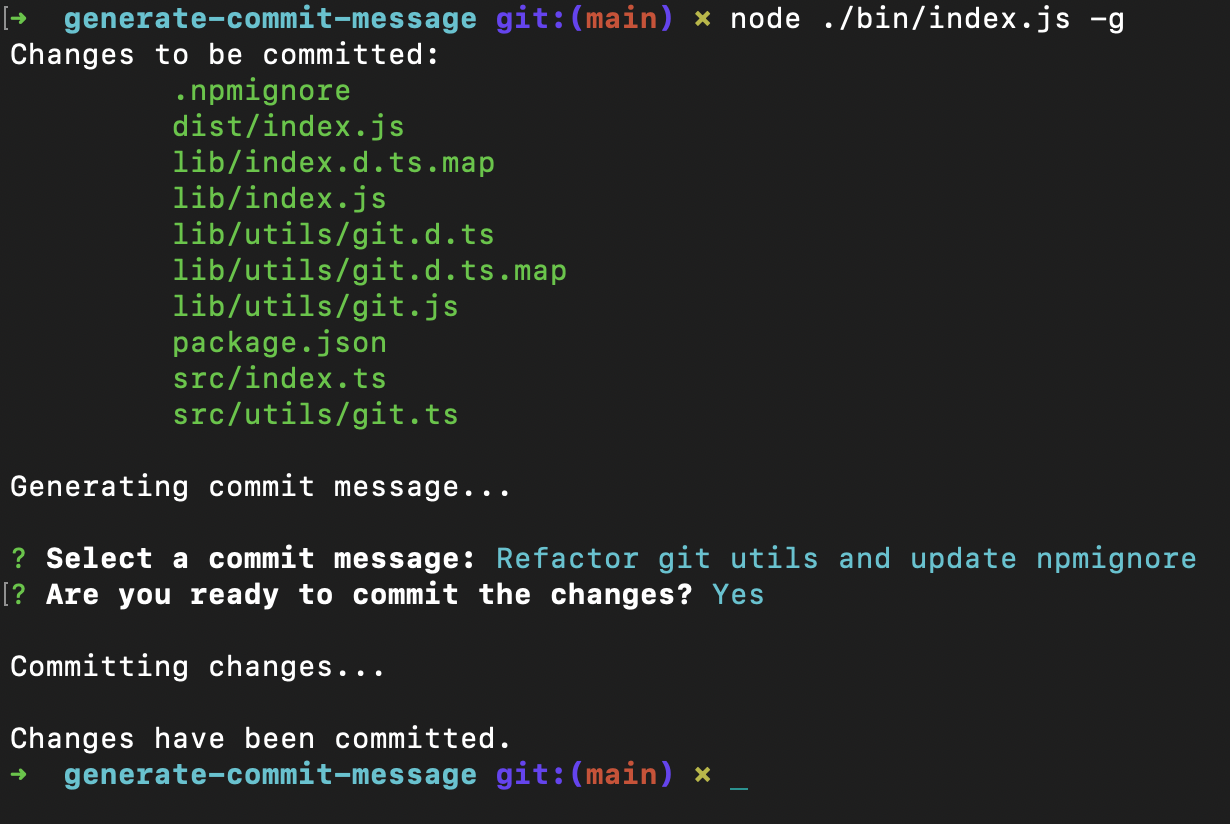 [➜  generate-commit-message git:(main) ✗ node ./bin/index.js -g
Changes to be committed:
.npmignore
dist/index.js
lib/index.d.ts.map
lib/index.js
lib/utils/git.d.ts
lib/utils/git.d.ts.map
lib/utils/git.js
package.json
src/index.ts
src/utils/git.ts
Generating commit message...
? Select a commit message: Refactor git utils and update npmignore
[? Are you ready to commit the changes? Yes
Committing changes...
Changes have been committed.
➜  generate-commit-message git:(main) ✗ _